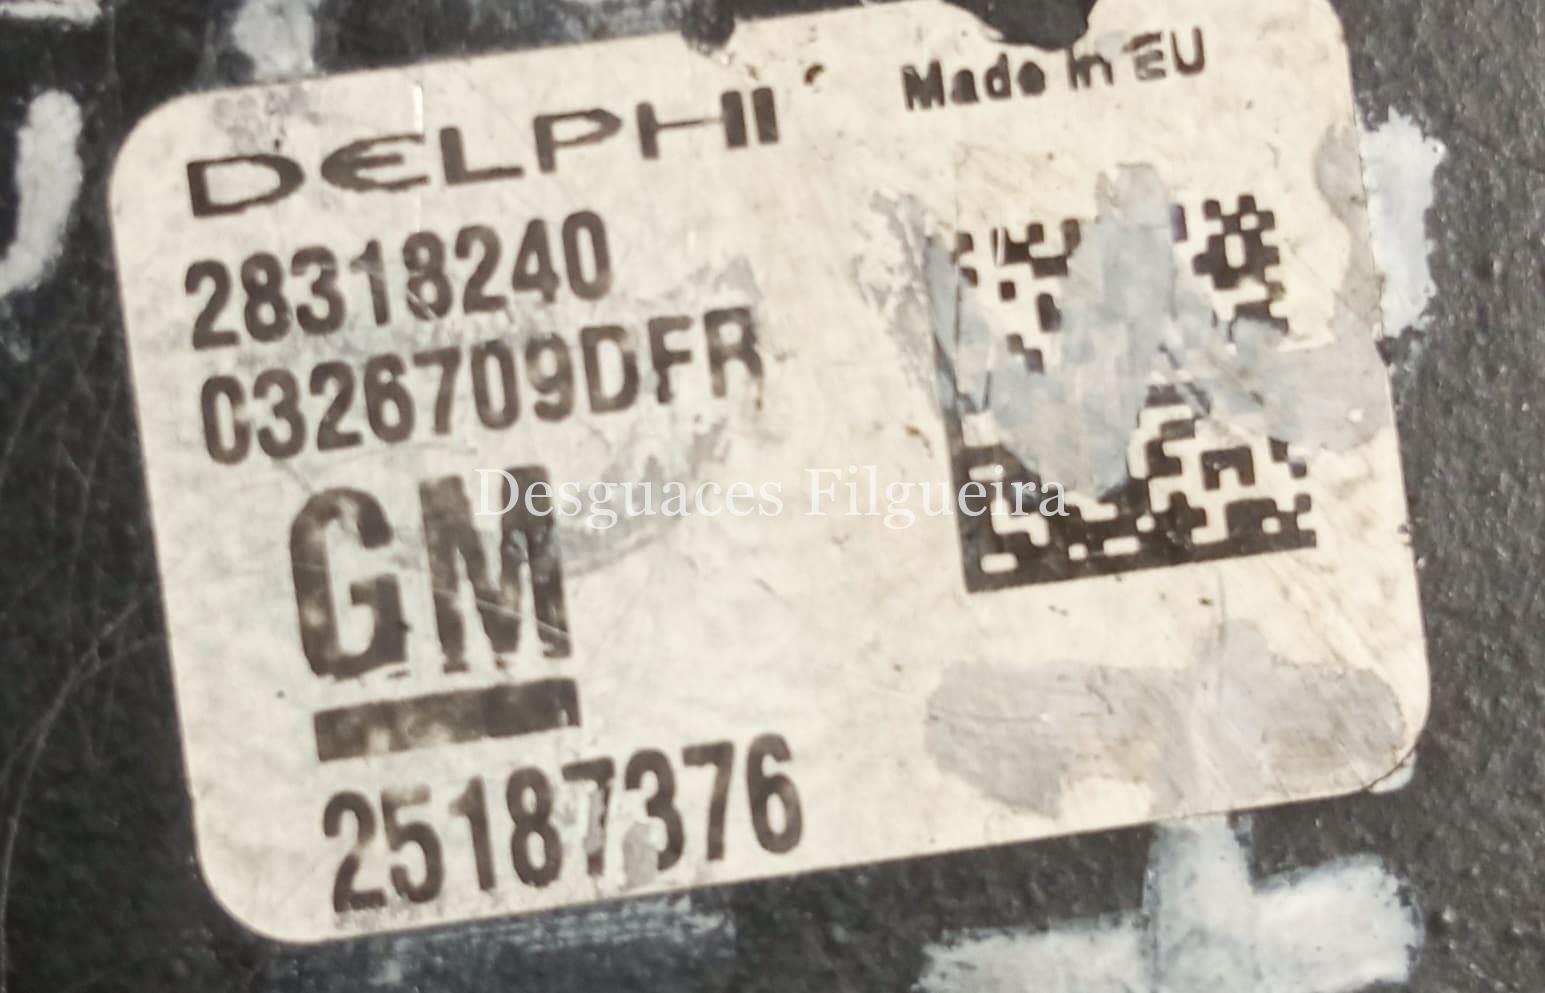 DELPHI
Made in EU
28318240
0326709DFR
GM
Desguaces Filgueira
25187376